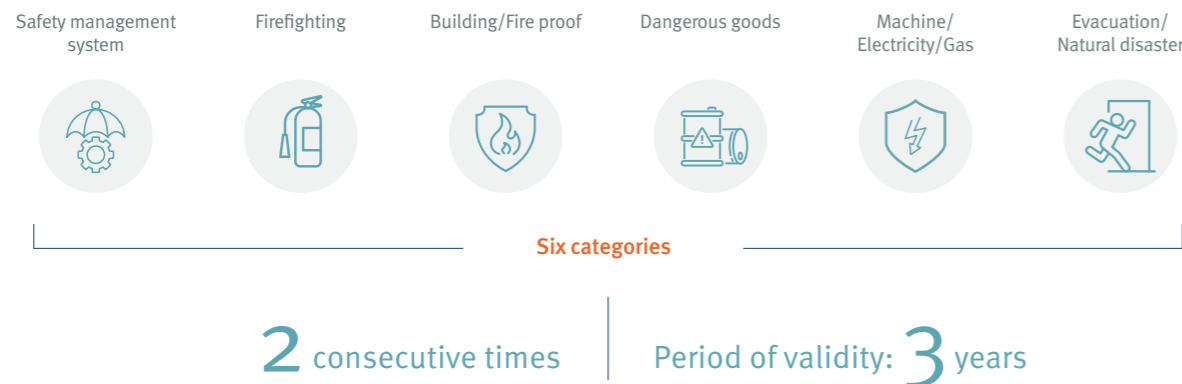 Safety management
system
Firefighting
Building/Fire proof
Dangerous goods
Machine/
Electricity/Gas
Evacuation/
Natural disaster
Six categories
2 consecutive times
Period of validity: 3 years